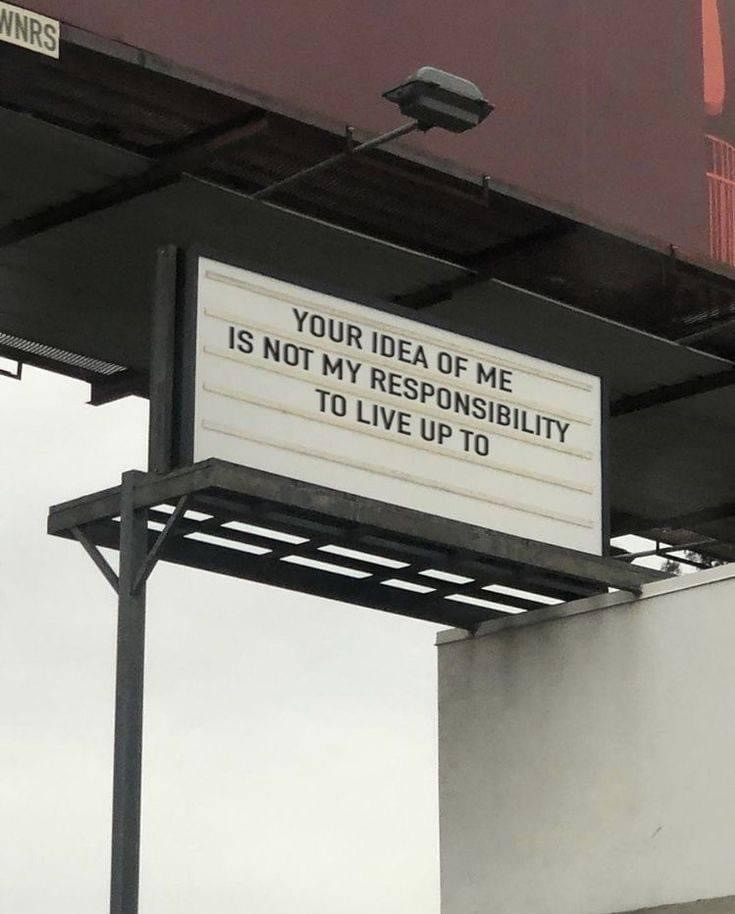 WNRS
YOUR IDEA OF ME
IS NOT MY RESPONSIBILITY
TO LIVE UP TO